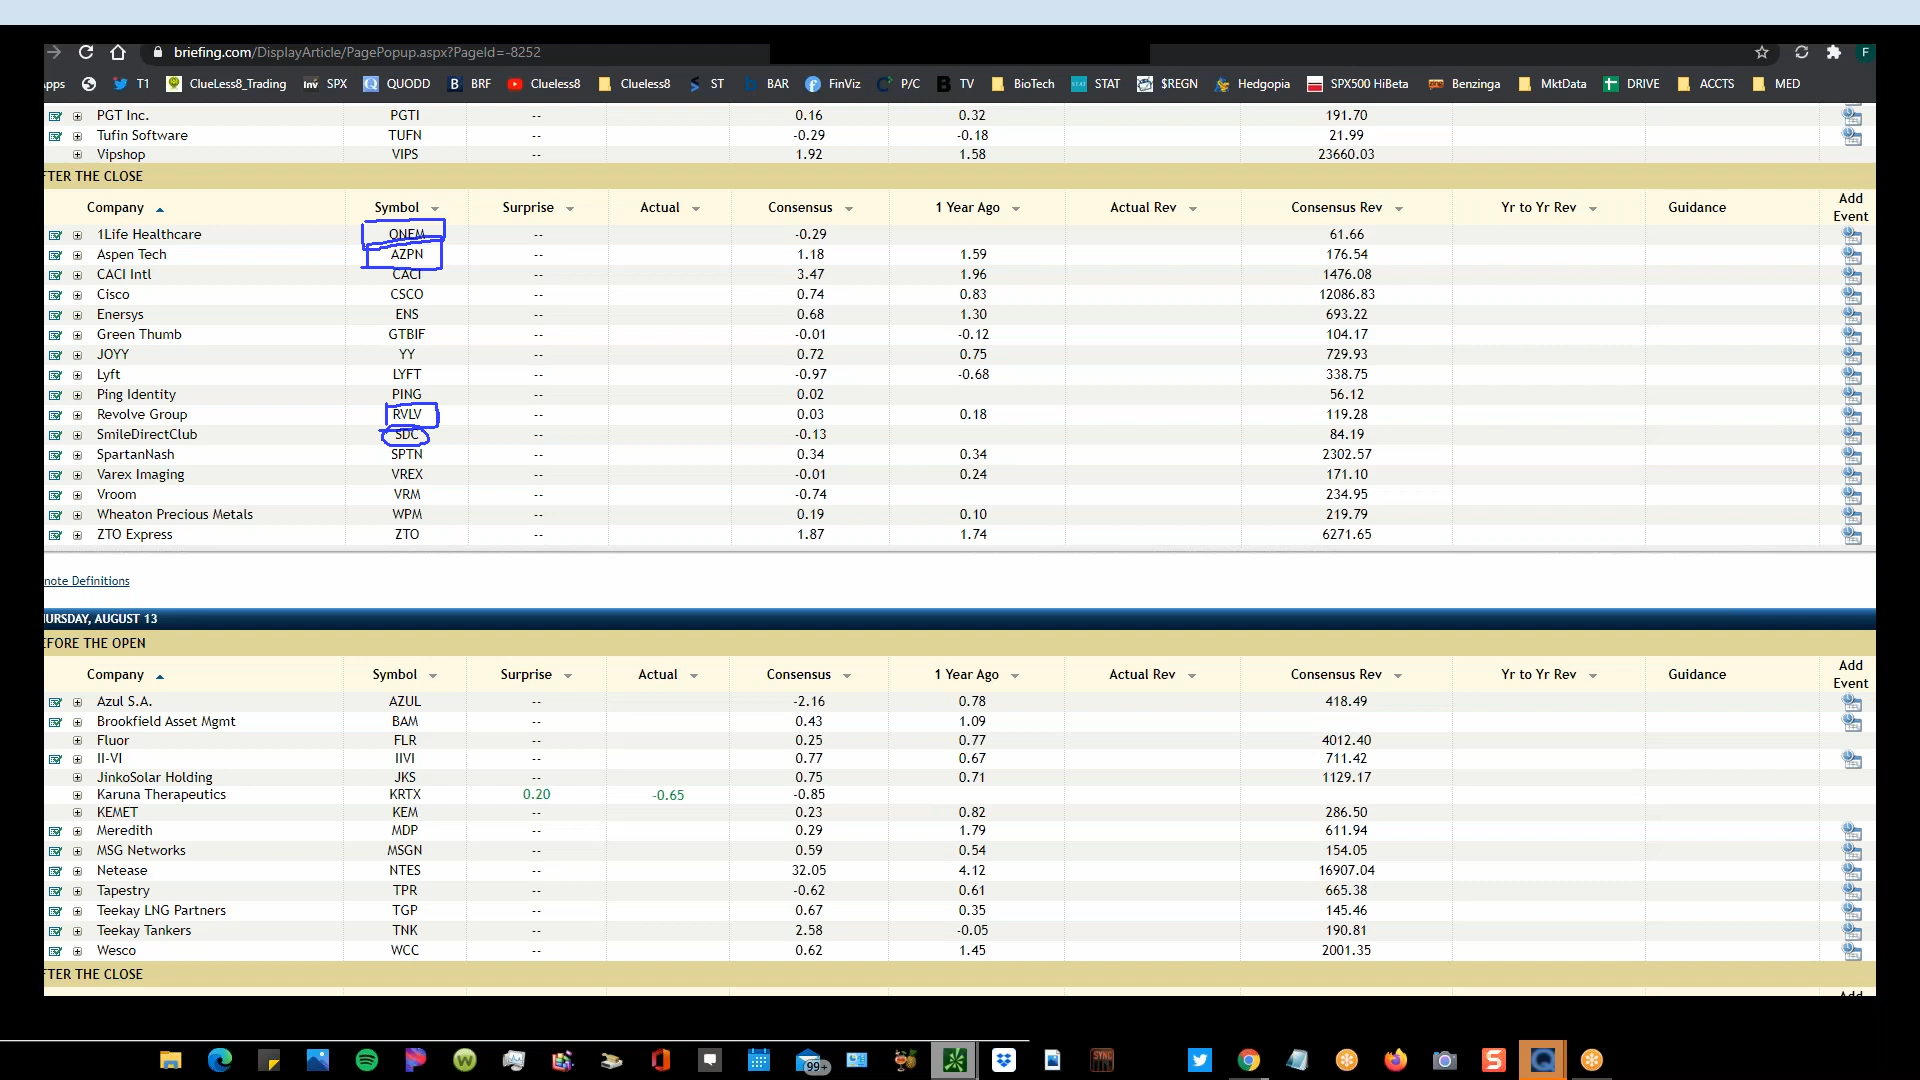 briefing.com/DisplayArticle/PagePopup.aspx?PageId=-8252 F
pps T1 ClueLess8_Trading inv SPX QUODD B BRF Clueless8 Clueless8 ST BAR FinViz P/C TV BioTech STAT $REGN Hedgopia SPX500 HiBeta Benzinga MktData DRIVE ACCTS MED
PGT Inc. PGTI -- 0.16 0.32 191.70
Tufin Software TUFN -- -0.29 -0.18 21.99
Vipshop VIPS -- 1.92 1.58 23660.03
FTER THE CLOSE
Company Symbol Surprise Actual Consensus 1 Year Ago Actual Rev Consensus Rev Yr to Yr Rev Guidance Add Event
1Life Healthcare ONEM -- -0.29 61.66
Aspen Tech AZPN -- 1.18 1.59 176.54
CACI Intl CACI -- 3.47 1.96 1476.08
Cisco CSCO -- 0.74 0.83 12086.83
Enersys ENS -- 0.68 1.30 693.22
Green Thumb GTBIF -- -0.01 -0.12 104.17
JOYY YY -- 0.72 0.75 729.93
Lyft LYFT -- -0.97 -0.68 338.75
Ping Identity PING -- 0.02 56.12
Revolve Group RVLV -- 0.03 0.18 119.28
SmileDirectClub SDC -- -0.13 84.19
SpartanNash SPTN -- 0.34 0.34 2302.57
Varex Imaging VREX -- -0.01 0.24 171.10
Vroom VRM -- -0.74 234.95
Wheaton Precious Metals WPM -- 0.19 0.10 219.79
ZTO Express ZTO -- 1.87 1.74 6271.65
note Definitions
HURSDAY, AUGUST 13
EFORE THE OPEN
Company Symbol Surprise Actual Consensus 1 Year Ago Actual Rev Consensus Rev Yr to Yr Rev Guidance Add Event
Azul S.A. AZUL -- -2.16 0.78 418.49
Brookfield Asset Mgmt BAM -- 0.43 1.09
Fluor FLR -- 0.25 0.77 4012.40
II-VI IIVI -- 0.77 0.67 711.42
JinkoSolar Holding JKS -- 0.75 0.71 1129.17
Karuna Therapeutics KRTX 0.20 -0.65 -0.85
KEMET KEM -- 0.23 0.82 286.50
Meredith MDP -- 0.29 1.79 611.94
MSG Networks MSGN -- 0.59 0.54 154.05
Netease NTES -- 32.05 4.12 16907.04
Tapestry TPR -- -0.62 0.61 665.38
Teekay LNG Partners TGP -- 0.67 0.35 145.46
Teekay Tankers TNK -- 2.58 -0.05 190.81
Wesco WCC -- 0.62 1.45 2001.35
FTER THE CLOSE
Add
99+ SYNC